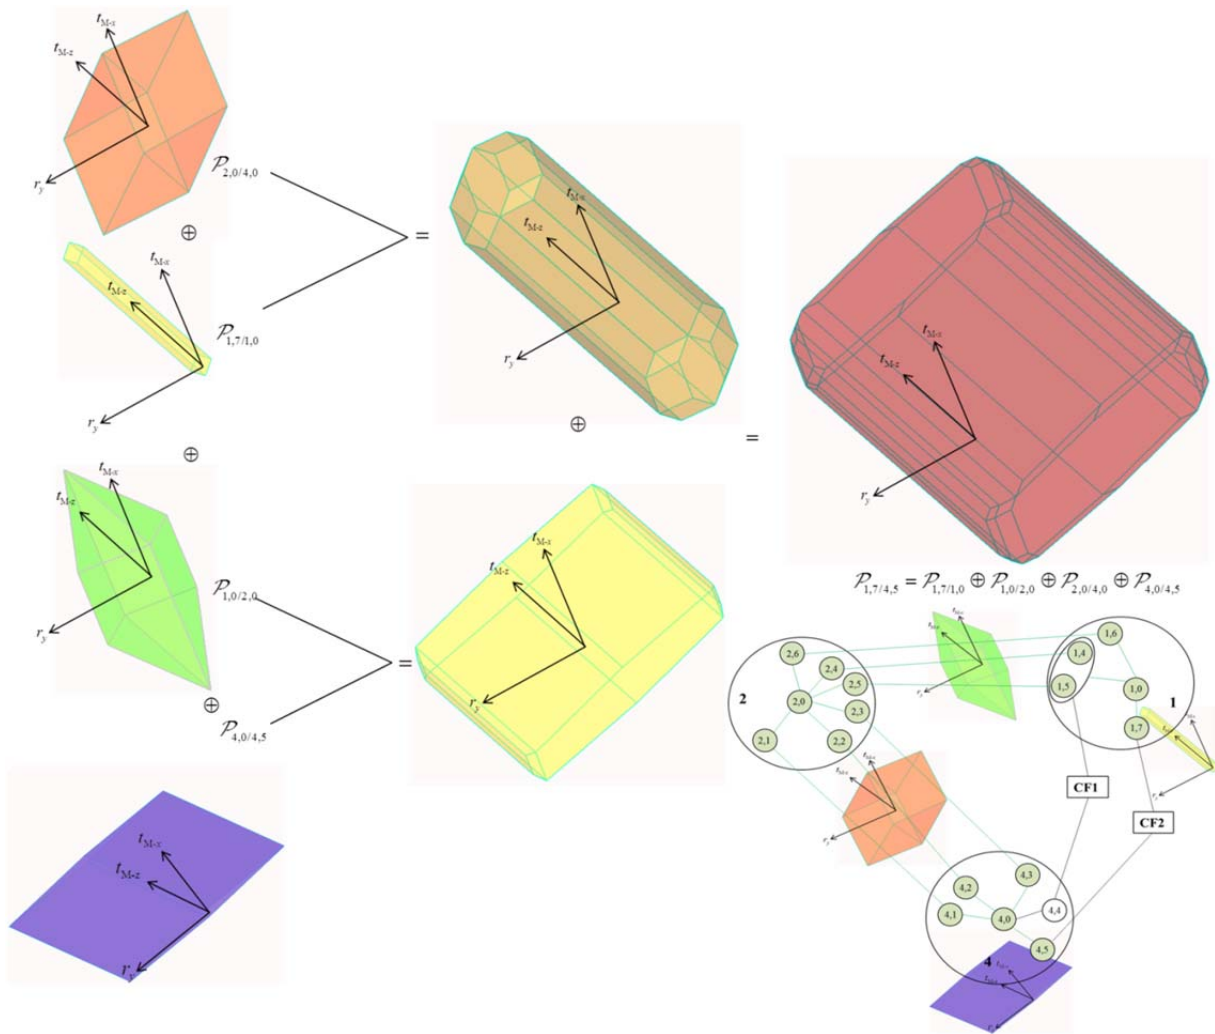 t_M-x
t_M-z
r_y
𝒫_2,0/4,0
⊕
t_M-x
t_M-z
r_y
𝒫_1,7/1,0
⊕
t_M-x
t_M-z
r_y
𝒫_1,0/2,0
⊕
𝒫_4,0/4,5
t_M-x
t_M-z
r_y
=
t_M-x
t_M-z
r_y
⊕
=
t_M-x
t_M-z
r_y
=
t_M-x
t_M-z
r_y
𝒫_1,7/4,5 = 𝒫_1,7/1,0 ⊕ 𝒫_1,0/2,0 ⊕ 𝒫_2,0/4,0 ⊕ 𝒫_4,0/4,5
2
2,6
2,4
2,5
2,0
2,3
2,1
2,2
1,6
1,4
1,5
1,0
1
1,7
CF1
CF2
4,3
4,2
4,4
4,1
4,0
4,5
4